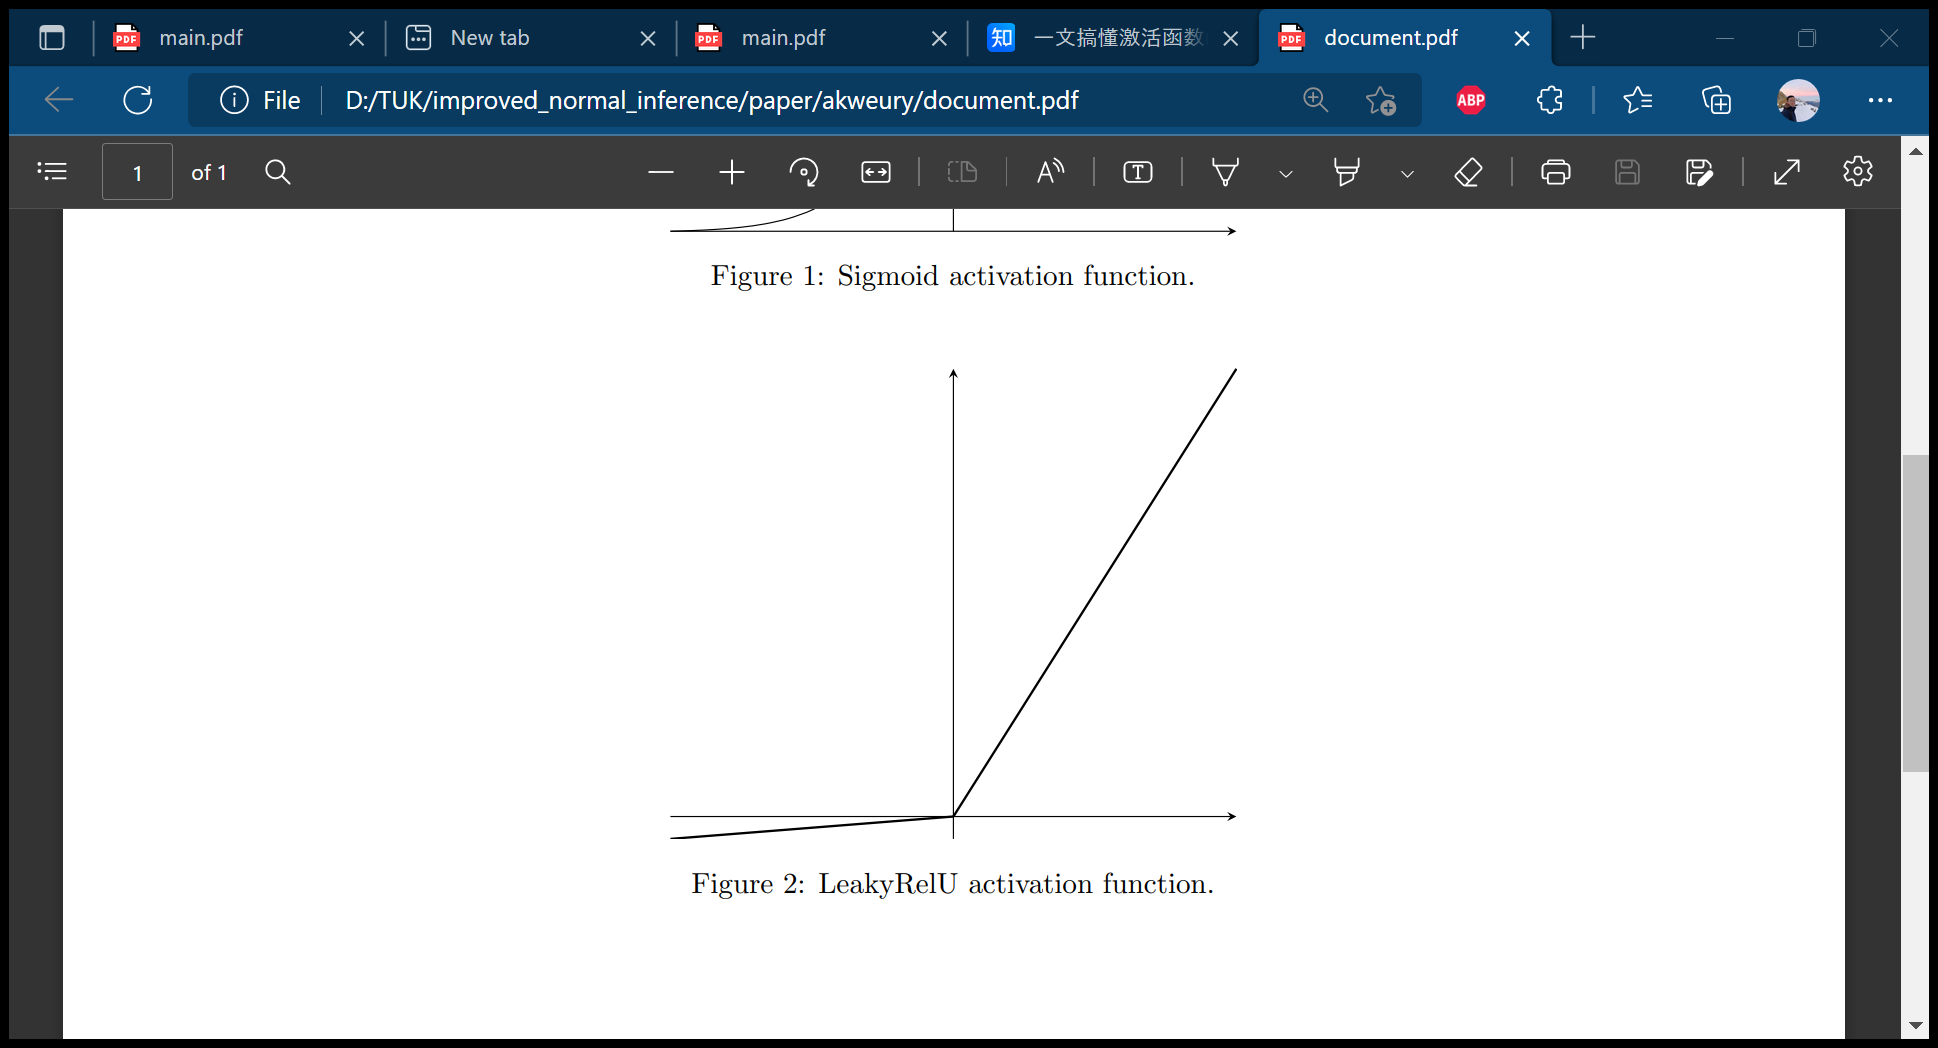 main.pdf
New tab
main.pdf
一文搞懂激活函数
document.pdf
File
D:/TUK/improved_normal_inference/paper/akweury/document.pdf
ABP
1
of 1
Figure 1: Sigmoid activation function.
Figure 2: LeakyRelU activation function.